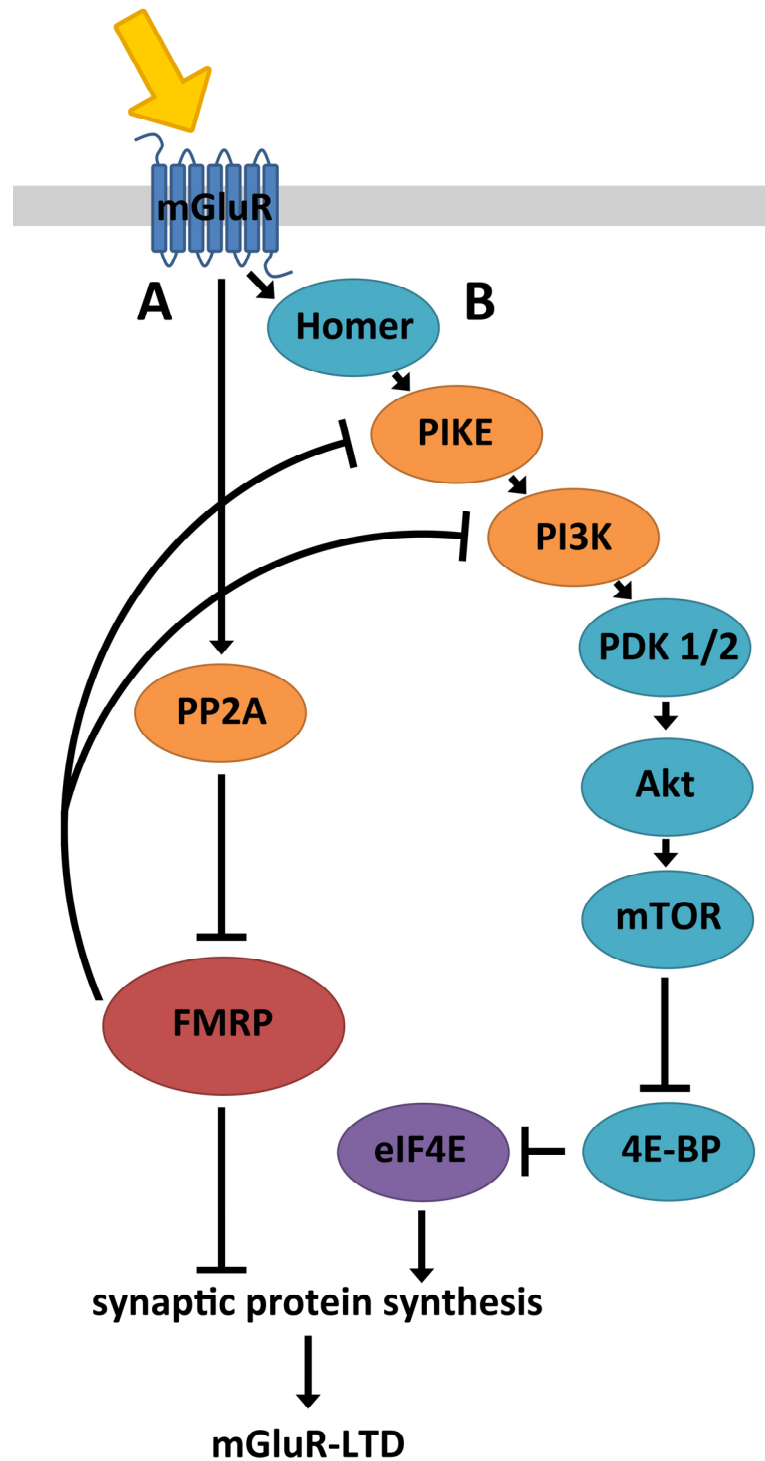 mGluR
A
B
Homer
PIKE
PI3K
PDK 1/2
PP2A
Akt
mTOR
FMRP
eIF4E
4E-BP
synaptic protein synthesis
mGluR-LTD